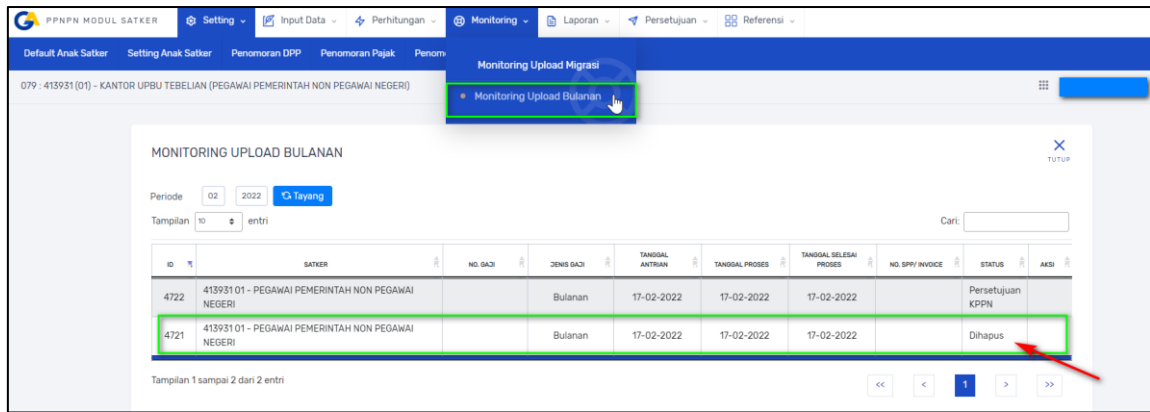 PPNPN MODUL SATKER Setting Input Data Perhitungan Monitoring Laporan Persetujuan Referensi
Default Anak Satker Setting Anak Satker Penomoran DPP Penomoran Pajak Penom
Monitoring Upload Migrasi
079 : 413931 (01) - KANTOR UPBU TEBELIAN (PEGAWAI PEMERINTAH NON PEGAWAI NEGERI)
Monitoring Upload Bulanan
MONITORING UPLOAD BULANAN
TUTUP
Periode 02 2022 Tayang
Tampilan 10 entri Cari:
ID SATKER NO. GAJI JENIS GAJI TANGGAL ANTRIAN TANGGAL PROSES TANGGAL SELESAI PROSES NO. SPP/ INVOICE STATUS AKSI
4722 413931 01 - PEGAWAI PEMERINTAH NON PEGAWAI NEGERI Bulanan 17-02-2022 17-02-2022 17-02-2022 Persetujuan KPPN
4721 413931 01 - PEGAWAI PEMERINTAH NON PEGAWAI NEGERI Bulanan 17-02-2022 17-02-2022 17-02-2022 Dihapus
Tampilan 1 sampai 2 dari 2 entri << < 1 > >>